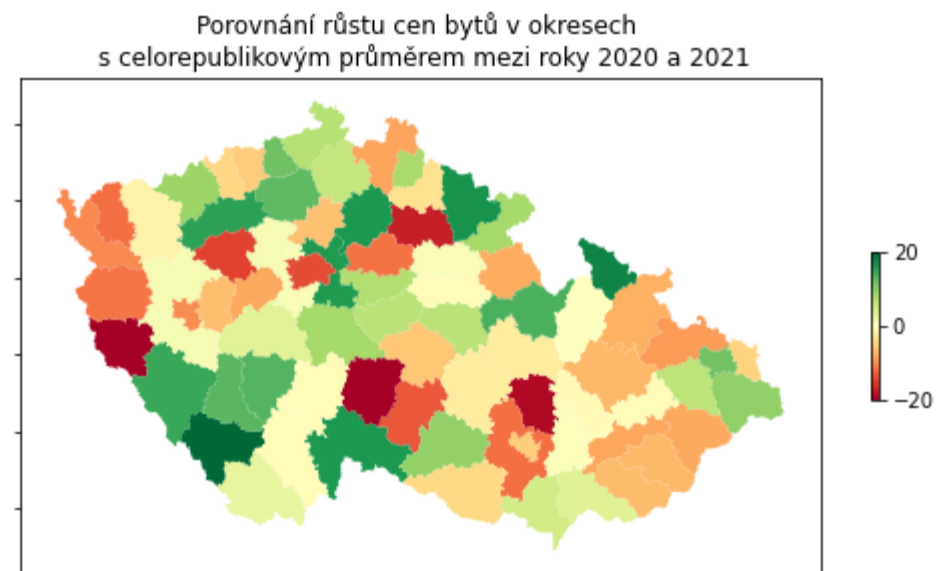 Porovnání růstu cen bytů v okresech
s celorepublikovým průměrem mezi roky 2020 a 2021
20
0
−20